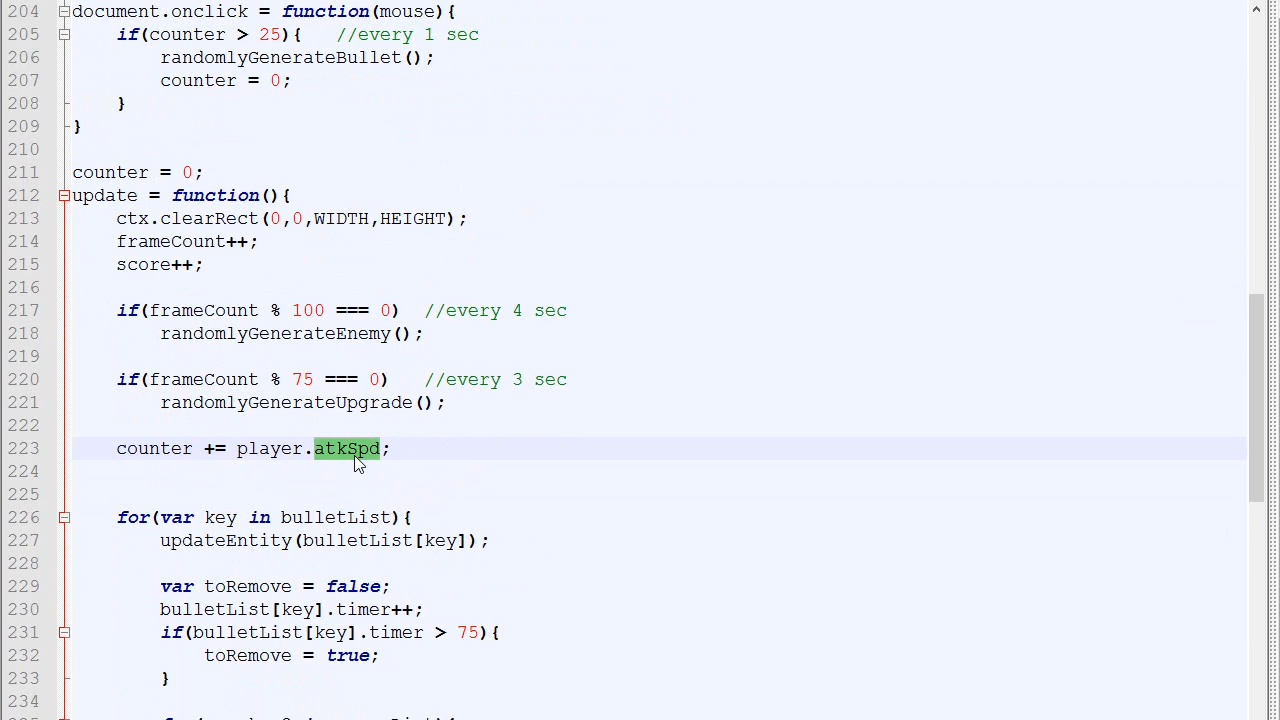 204 document.onclick = function(mouse){
205     if(counter > 25){   //every 1 sec
206         randomlyGenerateBullet();
207         counter = 0;
208     }
209 }
210
211 counter = 0;
212 update = function(){
213     ctx.clearRect(0,0,WIDTH,HEIGHT);
214     frameCount++;
215     score++;
216
217     if(frameCount % 100 === 0)  //every 4 sec
218         randomlyGenerateEnemy();
219
220     if(frameCount % 75 === 0)   //every 3 sec
221         randomlyGenerateUpgrade();
222
223     counter += player.atkSpd;
224
225
226     for(var key in bulletList){
227         updateEntity(bulletList[key]);
228
229         var toRemove = false;
230         bulletList[key].timer++;
231         if(bulletList[key].timer > 75){
232             toRemove = true;
233         }
234